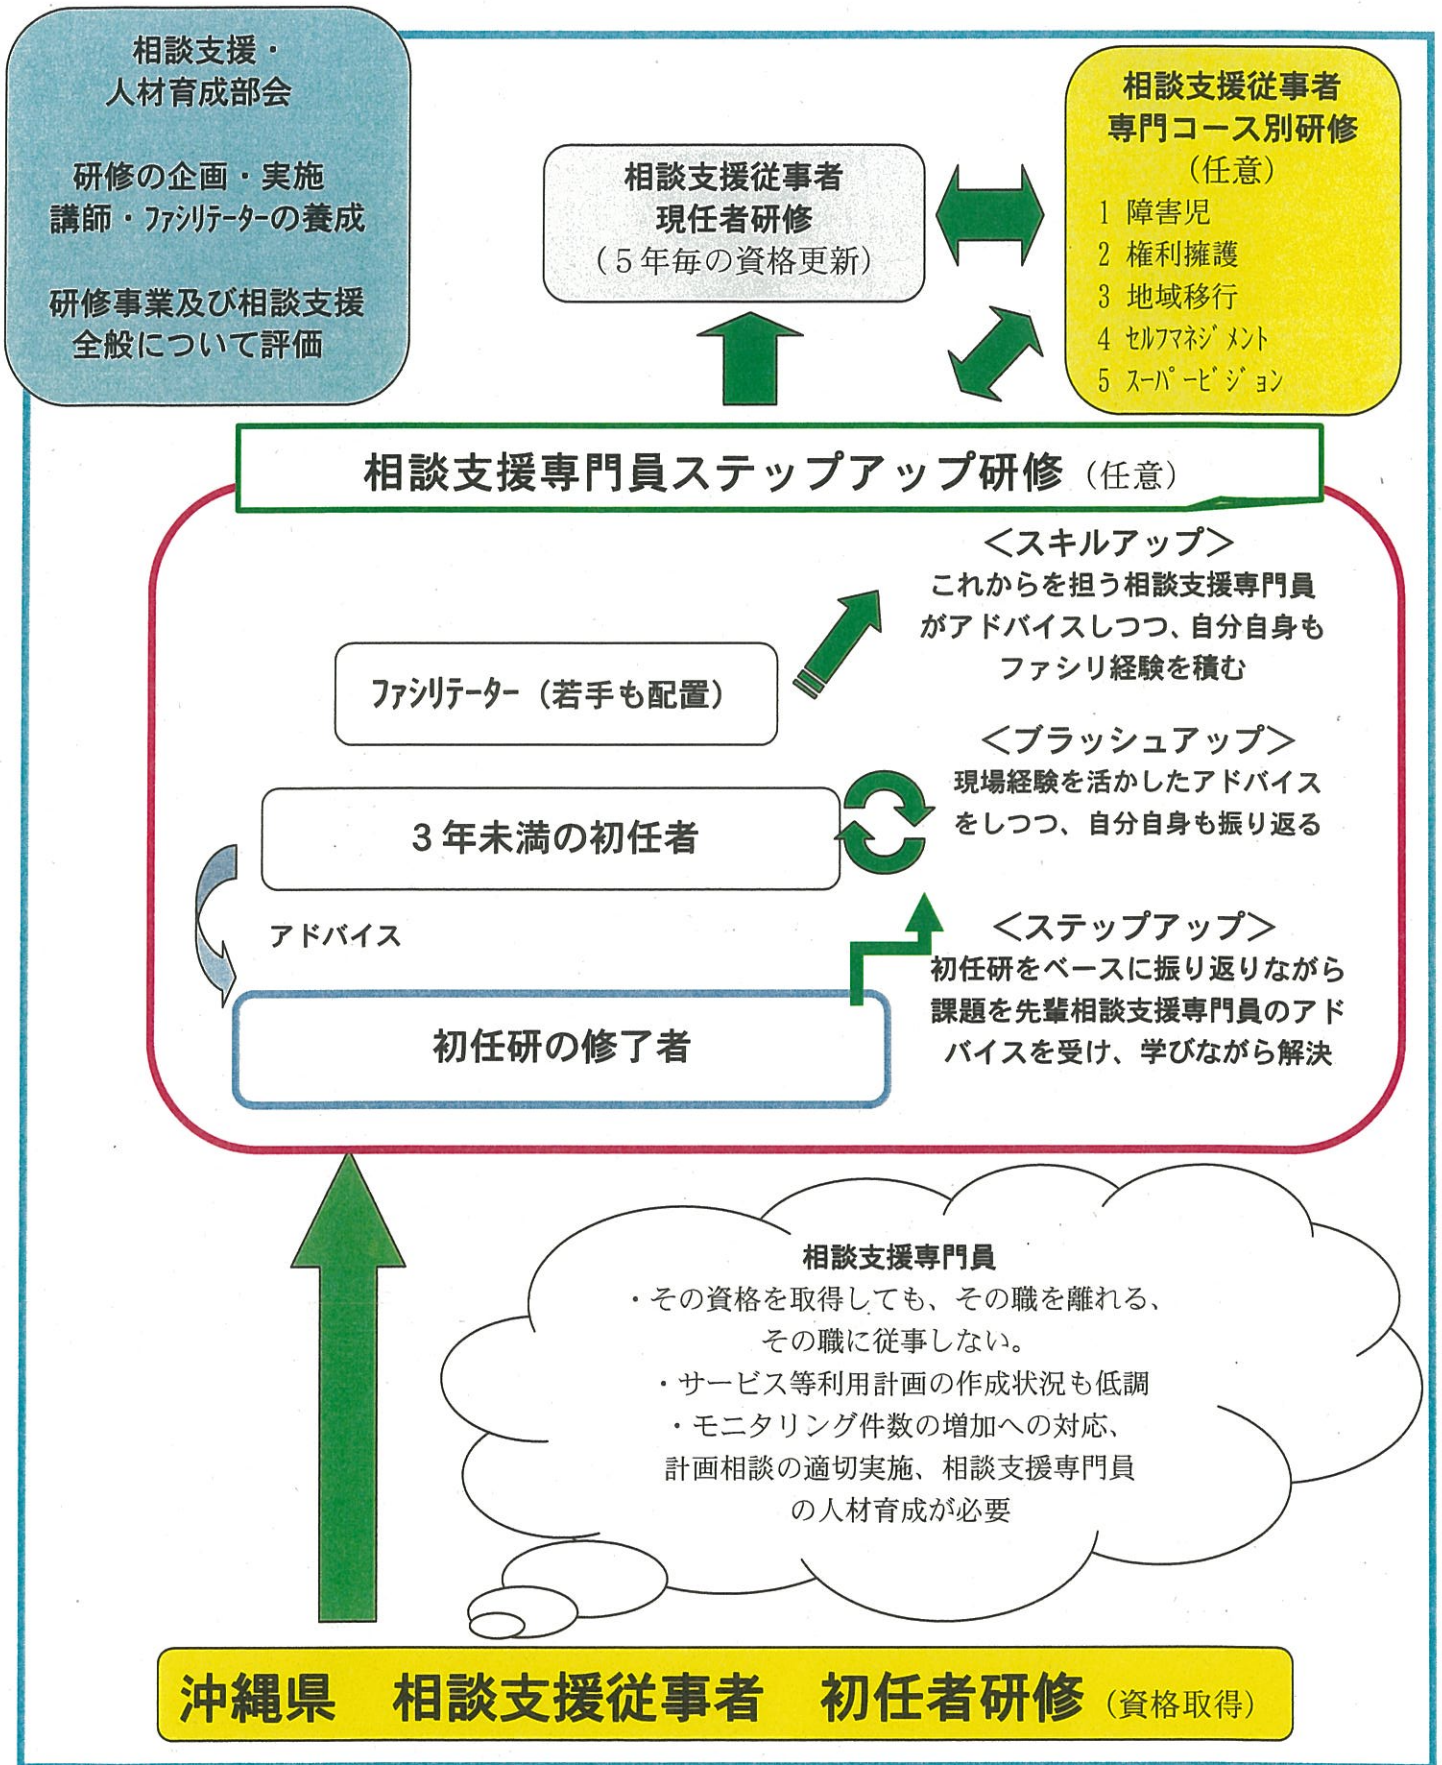 相談支援・
人材育成部会
研修の企画・実施
講師・ﾌｧｼﾘﾃｰﾀｰの養成
研修事業及び相談支援
全般について評価
相談支援従事者
現任者研修
（５年毎の資格更新）
相談支援従事者
専門コース別研修
（任意）
1 障害児
2 権利擁護
3 地域移行
4 ｾﾙﾌﾏﾈｼﾞﾒﾝﾄ
5 ｽｰﾊﾟｰﾋﾞｼﾞｮﾝ
相談支援専門員ステップアップ研修（任意）
＜スキルアップ＞
これからを担う相談支援専門員
がアドバイスしつつ、自分自身も
ファシリ経験を積む
ﾌｧｼﾘﾃｰﾀｰ（若手も配置）
＜ブラッシュアップ＞
現場経験を活かしたアドバイス
をしつつ、自分自身も振り返る
３年未満の初任者
アドバイス
＜ステップアップ＞
初任研をベースに振り返りながら
課題を先輩相談支援専門員のアド
バイスを受け、学びながら解決
初任研の修了者
相談支援専門員
・その資格を取得しても、その職を離れる、
その職に従事しない。
・サービス等利用計画の作成状況も低調
・モニタリング件数の増加への対応、
計画相談の適切実施、相談支援専門員
の人材育成が必要
沖縄県　相談支援従事者　初任者研修（資格取得）